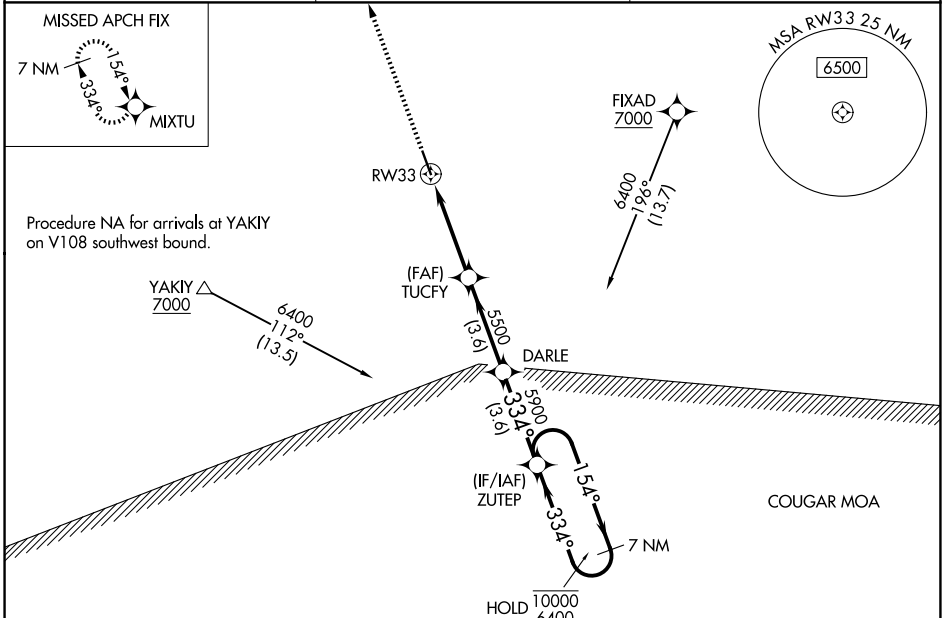 MISSED APCH FIX
7 NM
154°
334°
MIXTU
MSA RW33 25 NM
6500
FIXAD
7000
6400
196°
(13.7)
RW33
Procedure NA for arrivals at YAKIY
on V108 southwest bound.
YAKIY
7000
6400
112°
(13.5)
(FAF)
TUCFY
5500
(3.6)
DARLE
5900
334°
(3.6)
(IF/IAF)
ZUTEP
154°
334°
7 NM
COUGAR MOA
HOLD
10000
6400